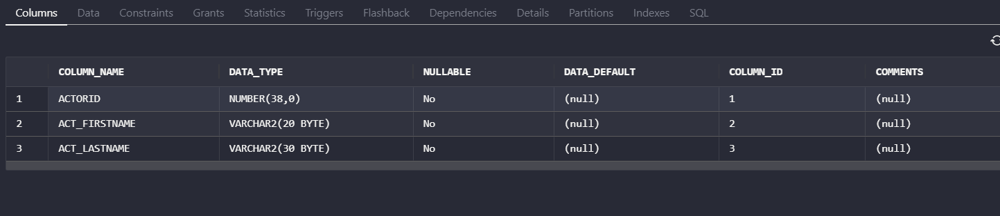 Columns Data Constraints Grants Statistics Triggers Flashback Dependencies Details Partitions Indexes SQL
COLUMN_NAME DATA_TYPE NULLABLE DATA_DEFAULT COLUMN_ID COMMENTS
1 ACTORID NUMBER(38,0) No (null) 1 (null)
2 ACT_FIRSTNAME VARCHAR2(20 BYTE) No (null) 2 (null)
3 ACT_LASTNAME VARCHAR2(30 BYTE) No (null) 3 (null)